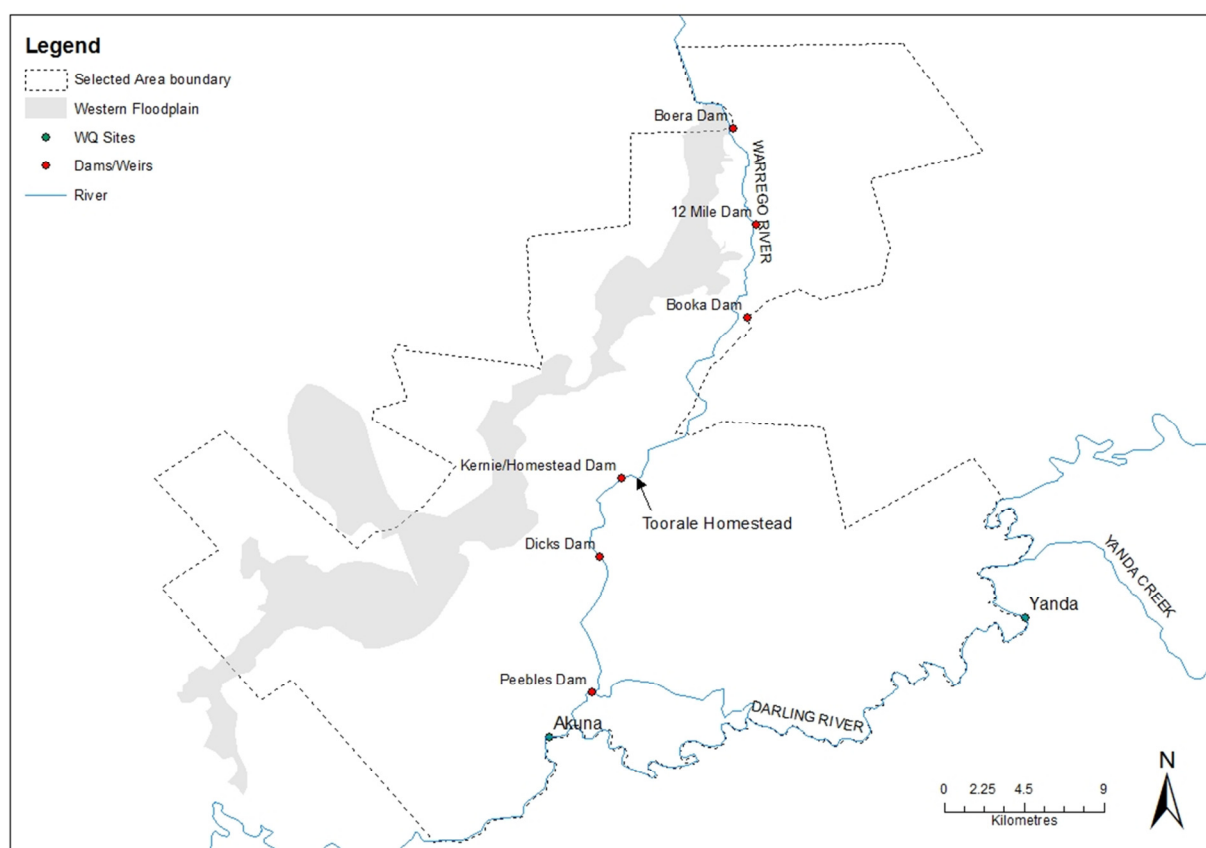 Legend
Selected Area boundary
Western Floodplain
WQ Sites
Dams/Weirs
River
Boera Dam
WARREGO RIVER
12 Mile Dam
Booka Dam
Kernie/Homestead Dam
Toorale Homestead
Dicks Dam
YANDA CREEK
Yanda
Peebles Dam
DARLING RIVER
Akuna
N
0 2.25 4.5 9
Kilometres